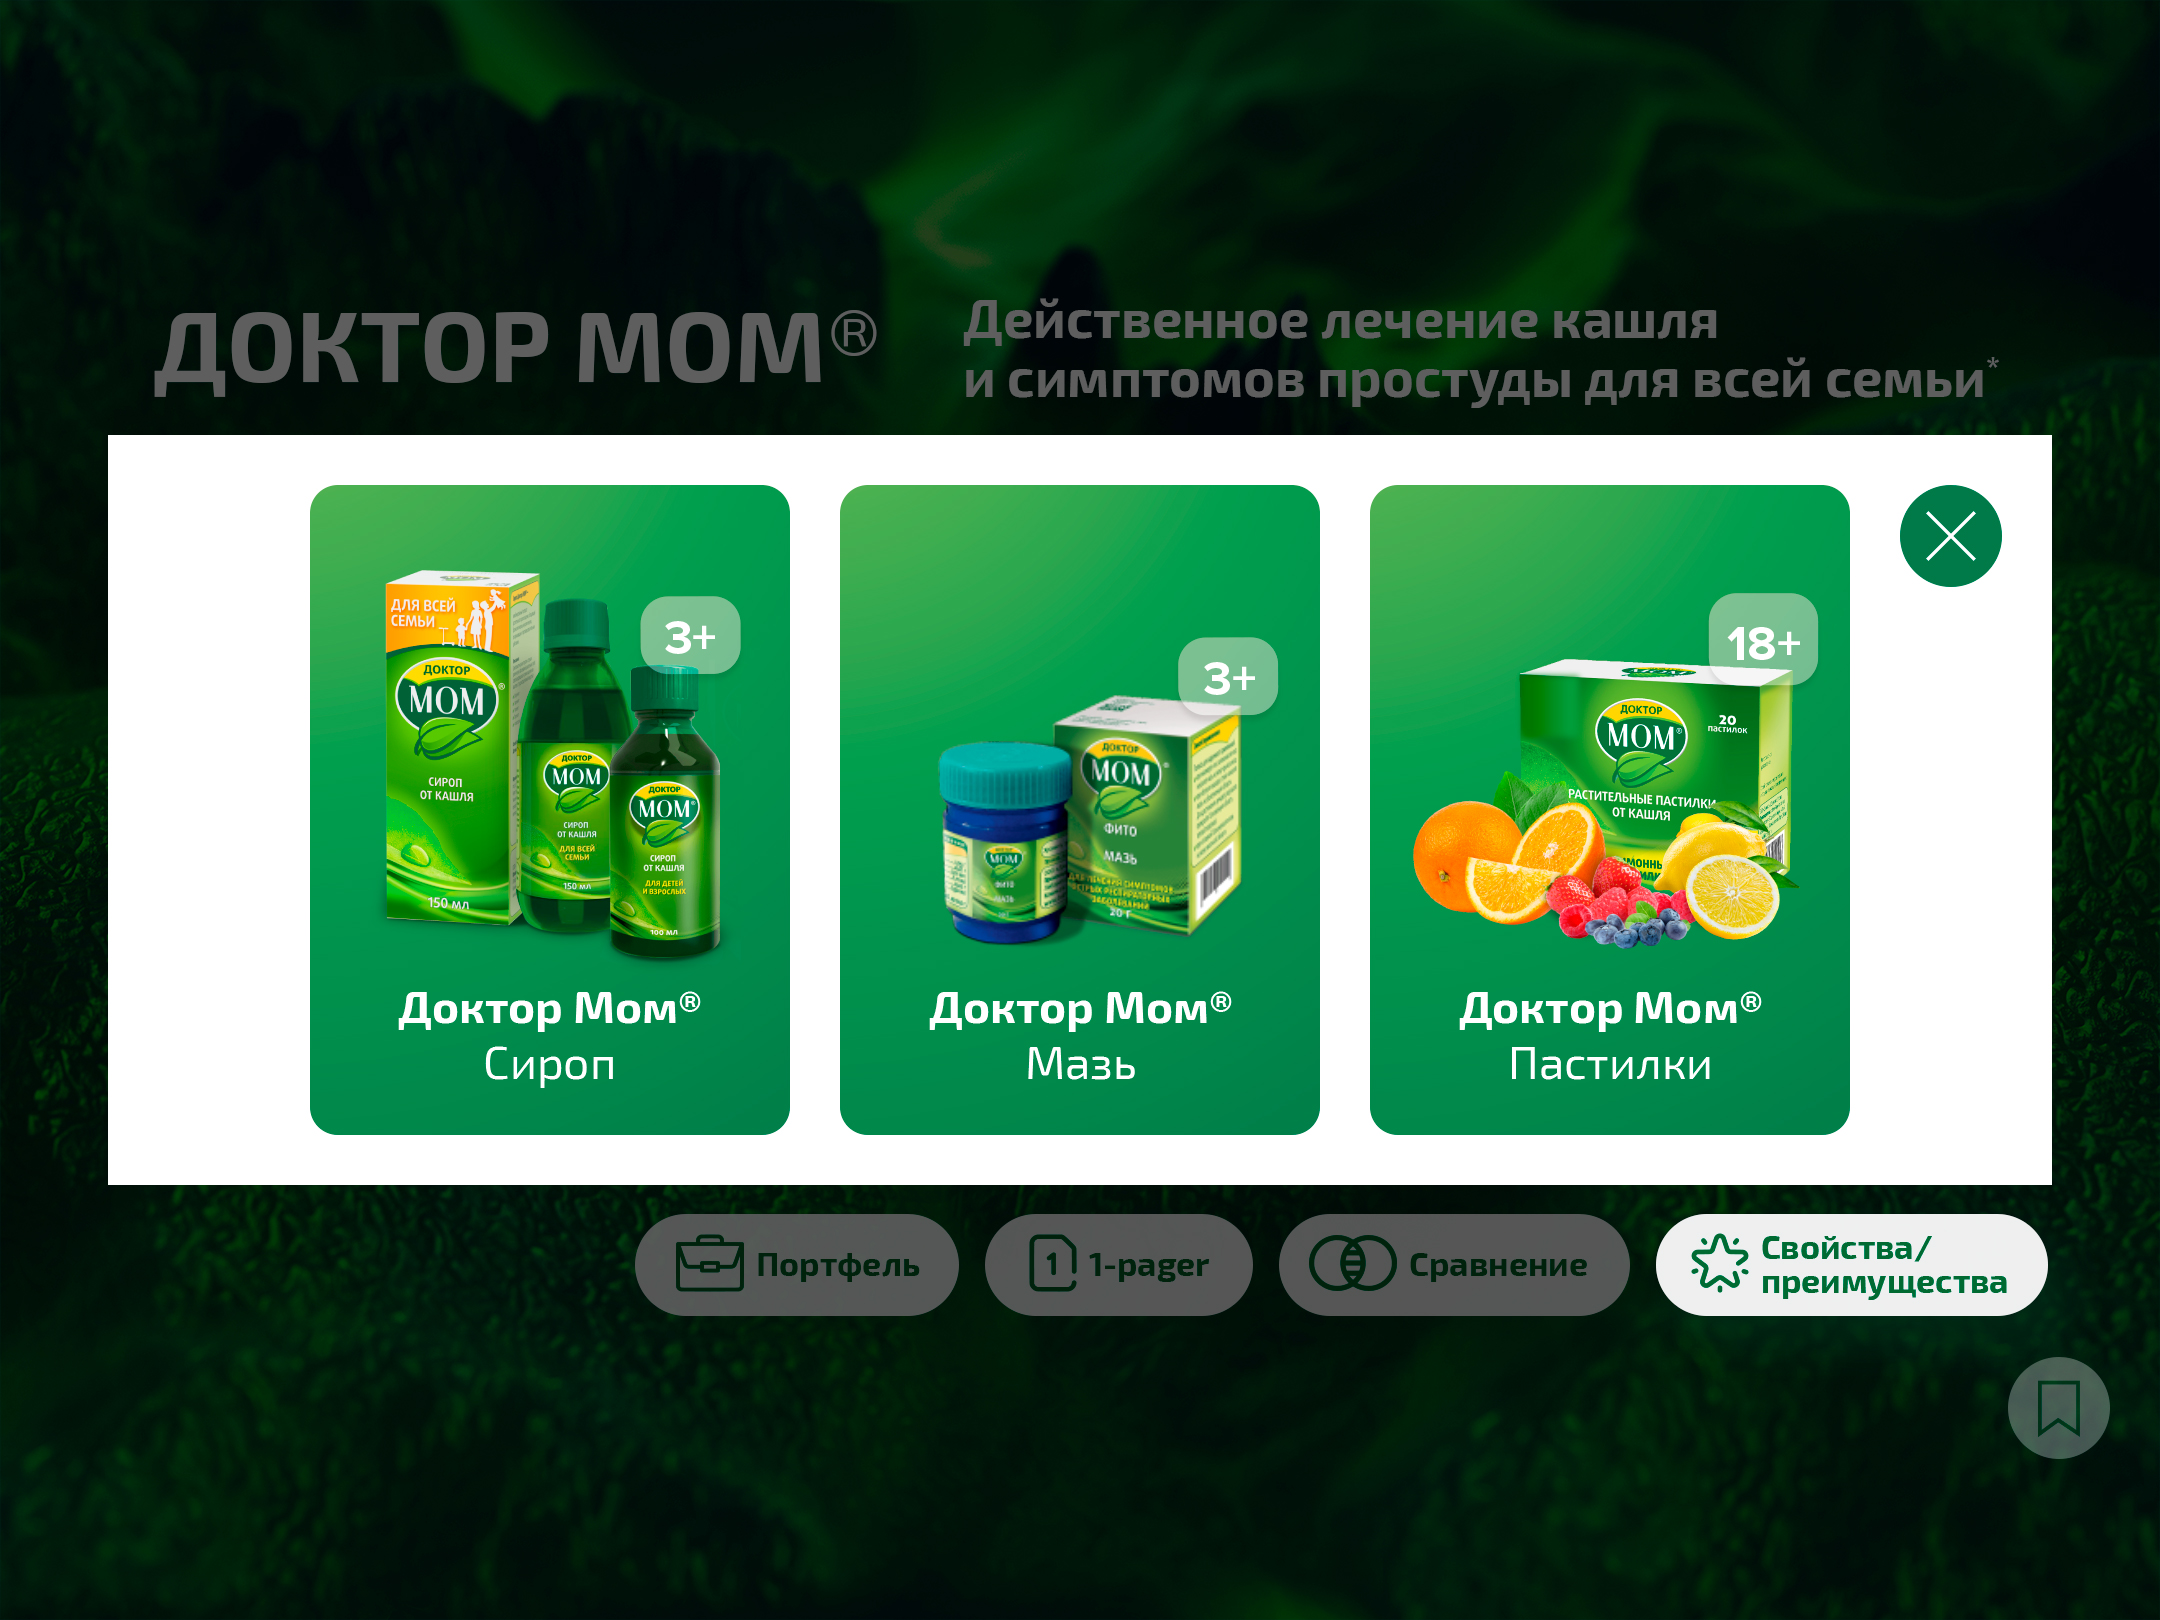 ДОКТОР МОМ®
Действенное лечение кашля
и симптомов простуды для всей семьи*
ДЛЯ ВСЕЙ
СЕМЬИ
ДОКТОР
МОМ®
СИРОП
ОТ КАШЛЯ
150 мл
ДОКТОР
МОМ
СИРОП
ОТ КАШЛЯ
ДЛЯ ВСЕЙ
СЕМЬИ
150 мл
ДОКТОР
МОМ®
СИРОП
ОТ КАШЛЯ
ДЛЯ ДЕТЕЙ
И ВЗРОСЛЫХ
100 мл
3+
Доктор Мом®
Сироп
МОМ
ДОКТОР
МОМ®
ФИТО
МАЗЬ
20 Г
3+
Доктор Мом®
Мазь
ДОКТОР
МОМ®
20
пастилок
РАСТИТЕЛЬНЫЕ ПАСТИЛКИ
ОТ КАШЛЯ
18+
Доктор Мом®
Пастилки
Портфель
1
1-pager
Сравнение
Свойства/
преимущества